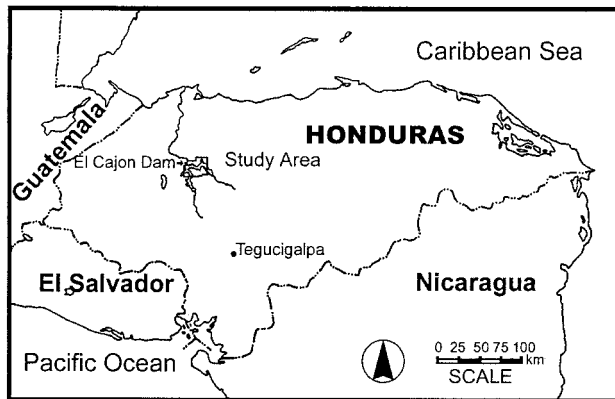 Caribbean Sea
HONDURAS
Guatemala
El Cajon Dam
Study Area
Tegucigalpa
El Salvador
Nicaragua
Pacific Ocean
0 25 50 75 100
km
SCALE